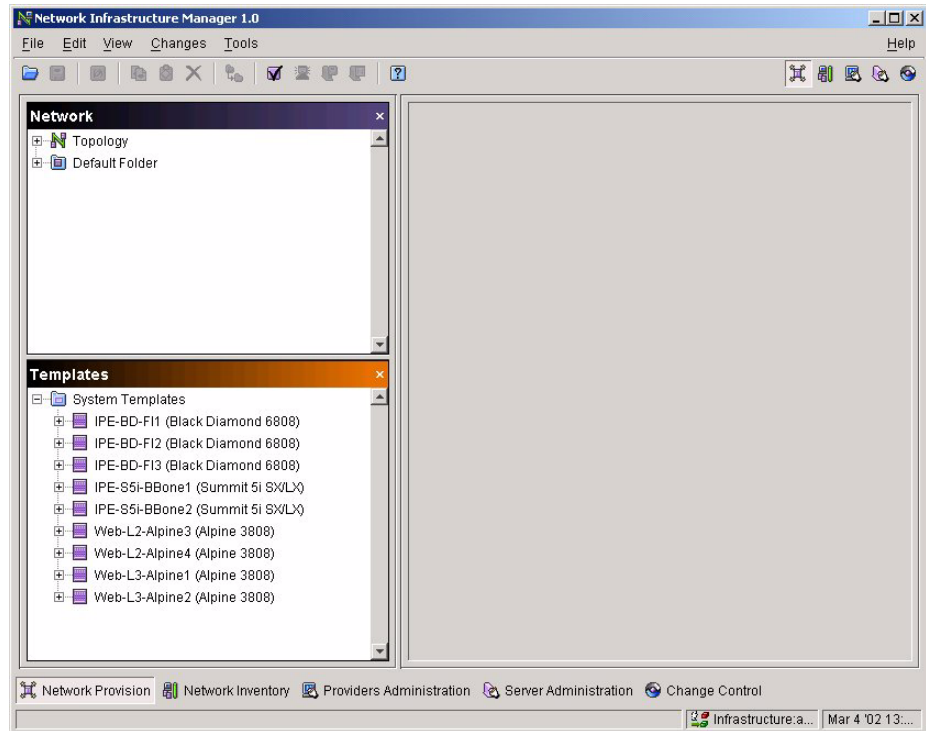 Network Infrastructure Manager 1.0
File Edit View Changes Tools Help
Network
Topology
Default Folder
Templates
System Templates
IPE-BD-Fl1 (Black Diamond 6808)
IPE-BD-Fl2 (Black Diamond 6808)
IPE-BD-Fl3 (Black Diamond 6808)
IPE-S5i-BBone1 (Summit 5i SX/LX)
IPE-S5i-BBone2 (Summit 5i SX/LX)
Web-L2-Alpine3 (Alpine 3808)
Web-L2-Alpine4 (Alpine 3808)
Web-L3-Alpine1 (Alpine 3808)
Web-L3-Alpine2 (Alpine 3808)
Network Provision Network Inventory Providers Administration Server Administration Change Control
Infrastructure:a... Mar 4 '02 13:...